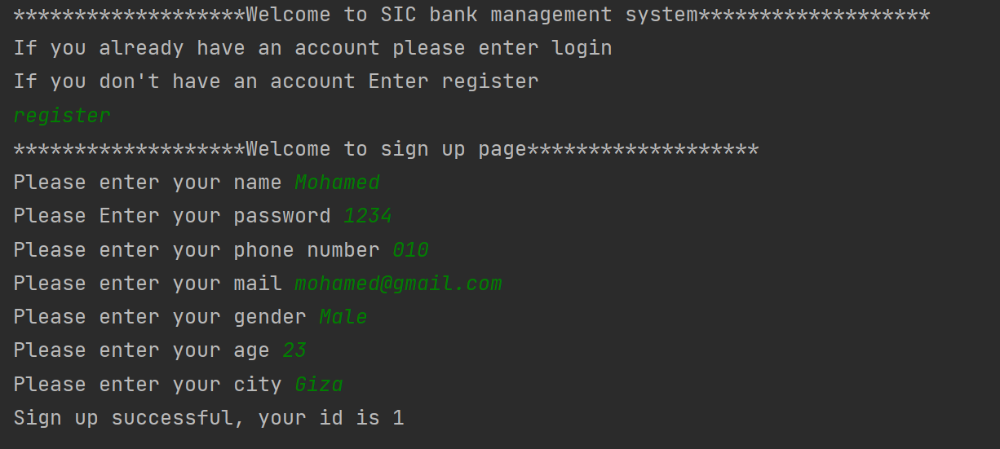 *******************Welcome to SIC bank management system*******************
If you already have an account please enter login
If you don't have an account Enter register
register
*******************Welcome to sign up page*******************
Please enter your name Mohamed
Please Enter your password 1234
Please enter your phone number 010
Please enter your mail mohamed@gmail.com
Please enter your gender Male
Please enter your age 23
Please enter your city Giza
Sign up successful, your id is 1